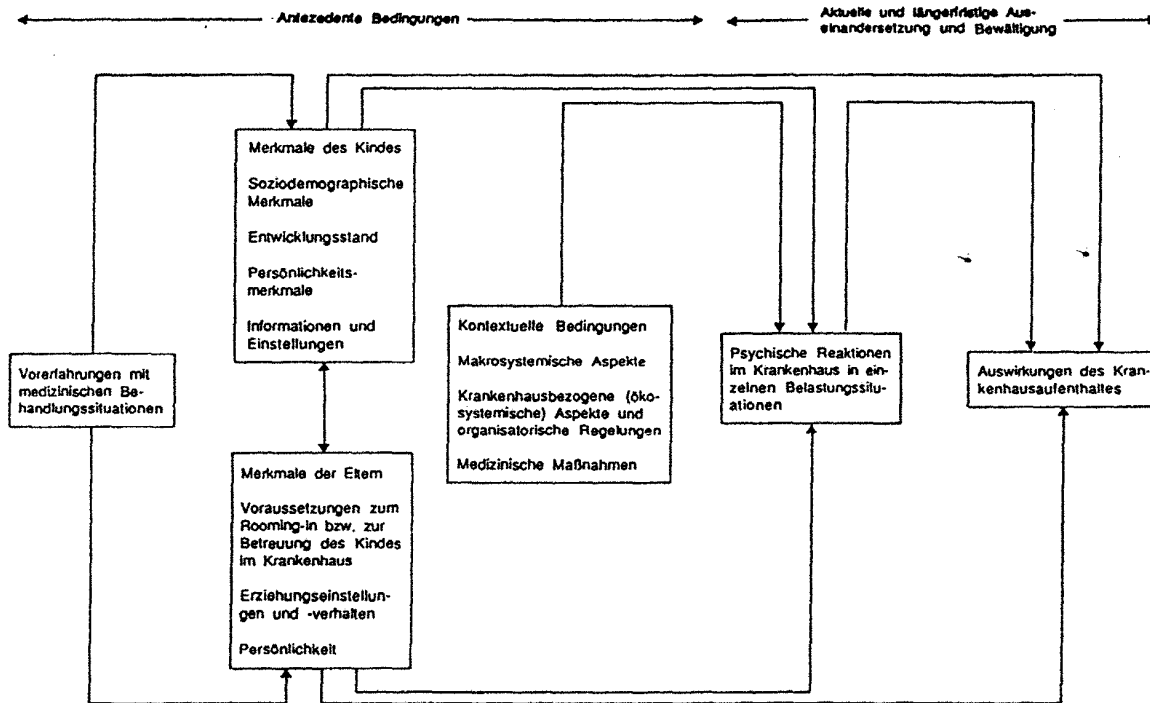 Antezedente Bedingungen
Aktuelle und längerfristige Aus-
einandersetzung und Bewältigung
Vorerfahrungen mit
medizinischen Be-
handlungssituationen
Merkmale des Kindes
Soziodemographische
Merkmale
Entwicklungsstand
Persönlichkeits-
merkmale
Informationen und
Einstellungen
Merkmale der Eltern
Voraussetzungen zum
Rooming-in bzw. zur
Betreuung des Kindes
im Krankenhaus
Erziehungseinstellun-
gen und -verhalten
Persönlichkeit
Kontextuelle Bedingungen
Makrosystemische Aspekte
Krankenhausbezogene (öko-
systemische) Aspekte und
organisatorische Regelungen
Medizinische Maßnahmen
Psychische Reaktionen
im Krankenhaus in ein-
zelnen Belastungssitu-
ationen
Auswirkungen des Kran-
kenhausaufenthaltes